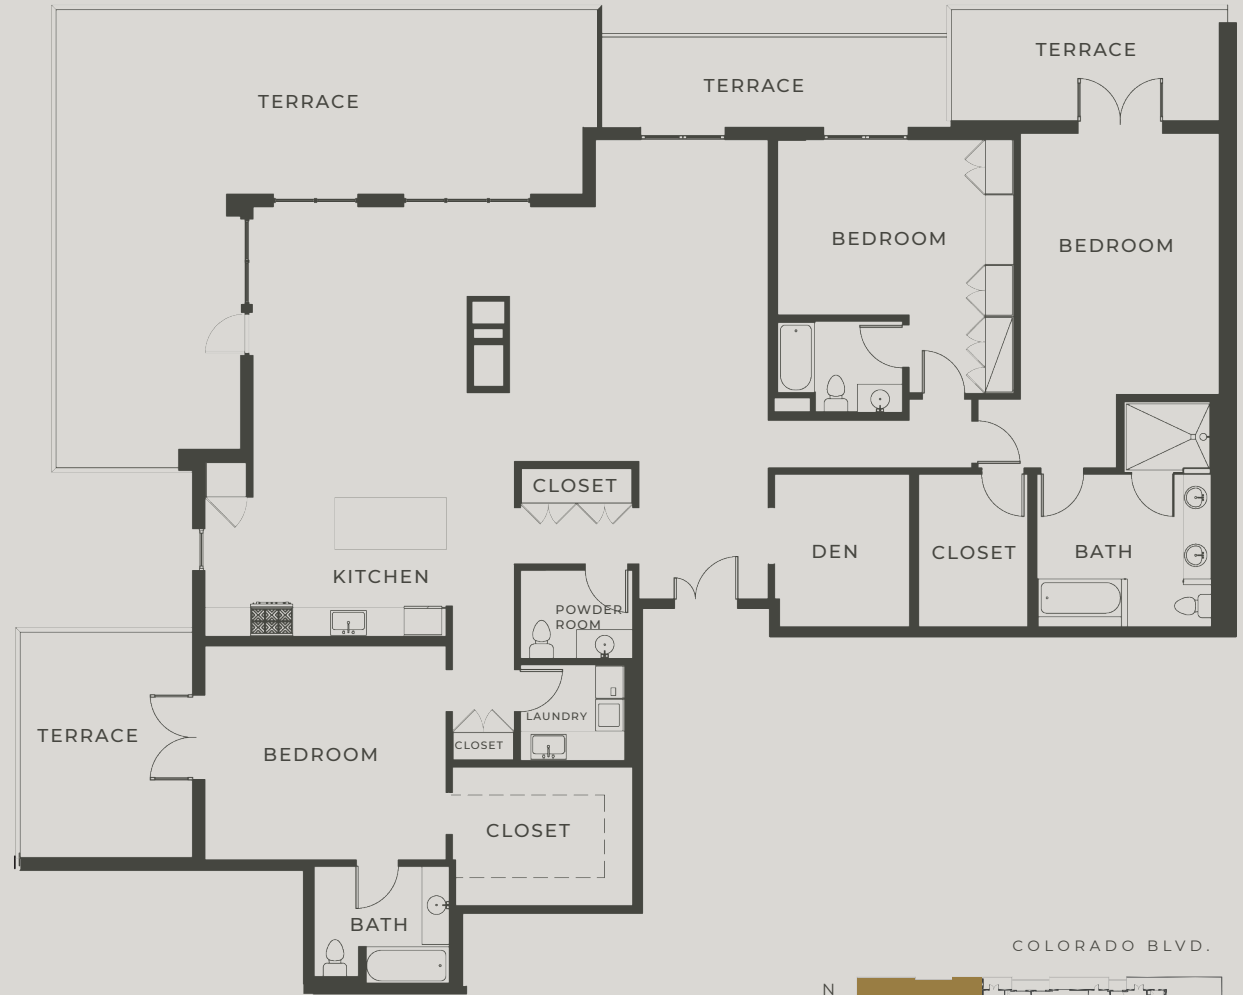 TERRACE
TERRACE
TERRACE
BEDROOM
BEDROOM
CLOSET
KITCHEN
DEN
CLOSET
BATH
POWDER
ROOM
LAUNDRY
CLOSET
TERRACE
BEDROOM
CLOSET
BATH
COLORADO BLVD.
N